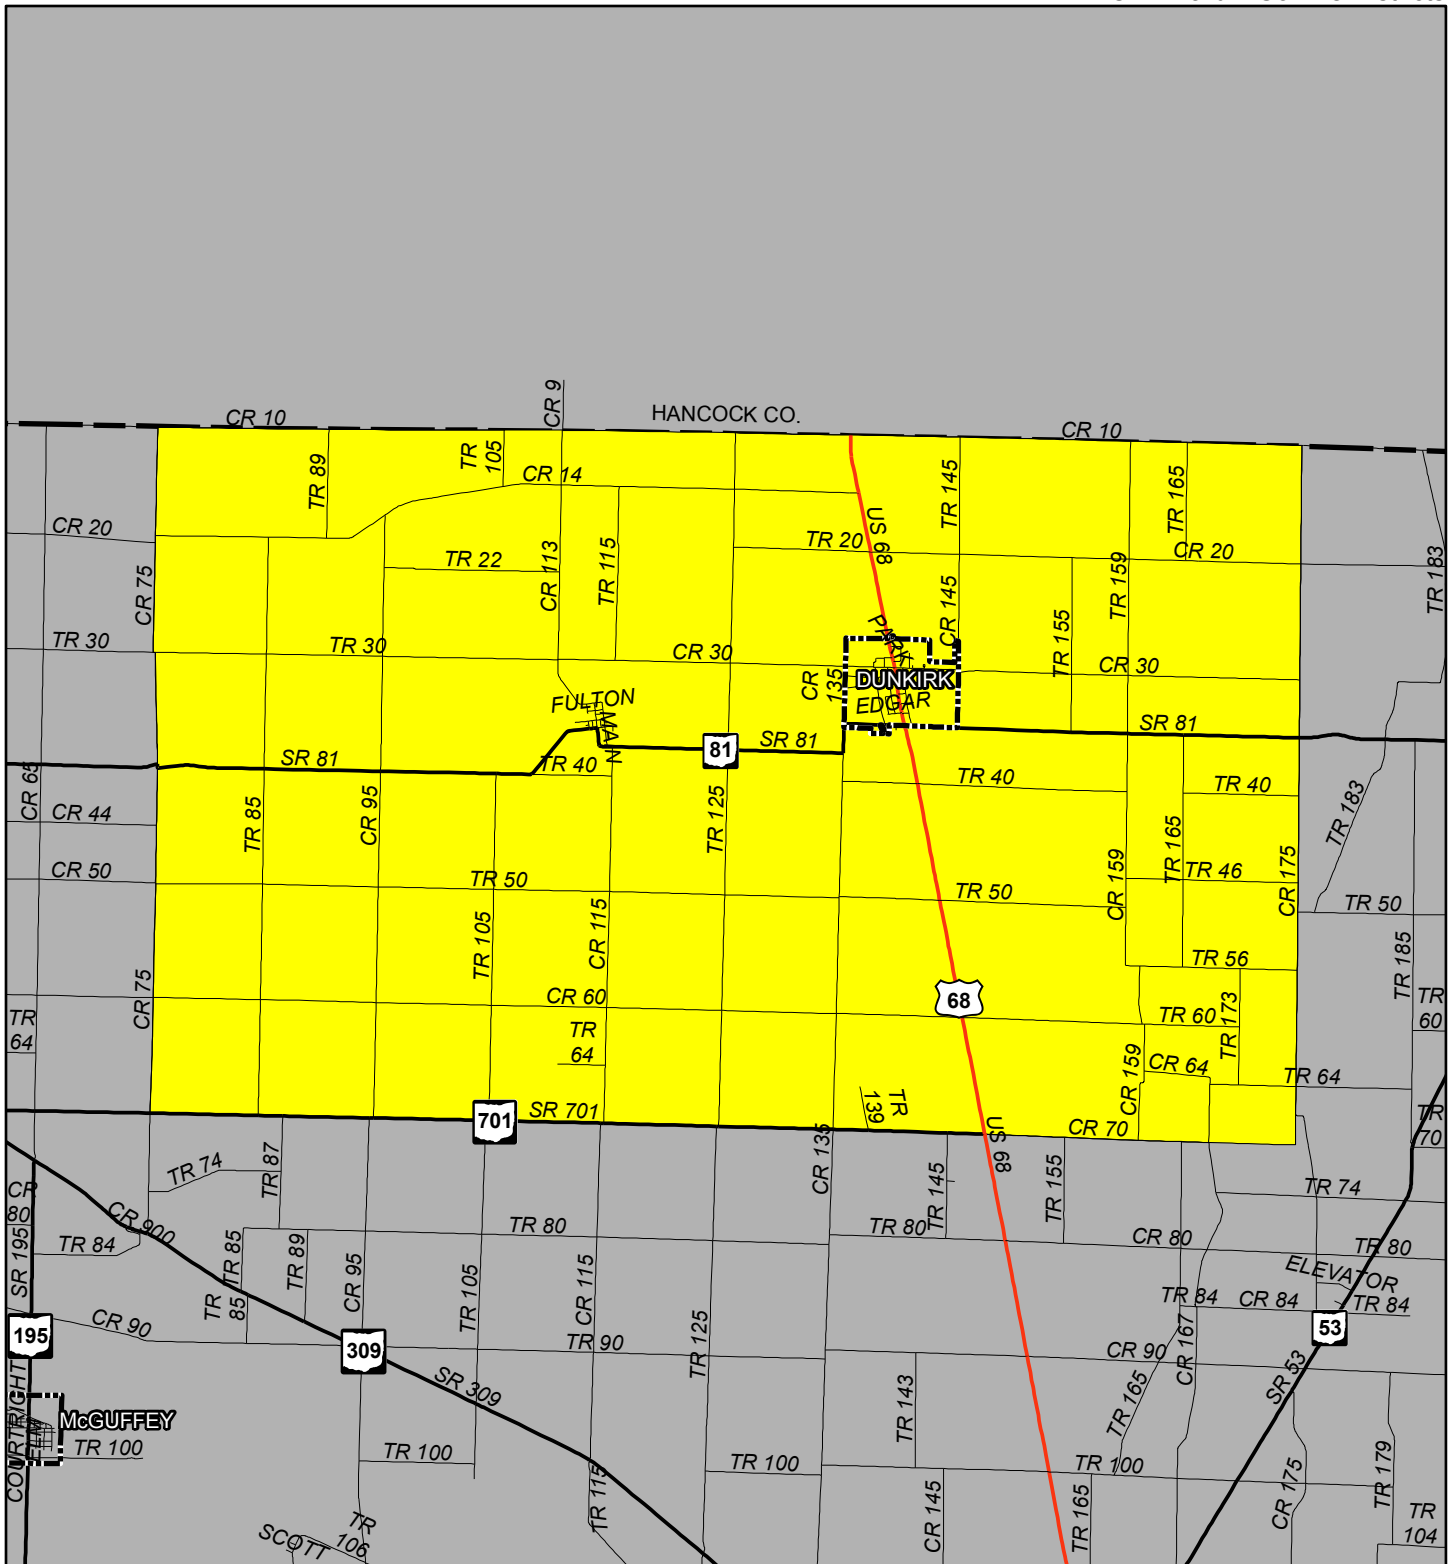 HANCOCK CO.
CR 9
CR 10
CR 10
TR 89
TR
105
CR 14
TR 145
TR 165
CR 20
TR 22
CR 113
TR 115
TR 20
US 68
TR 159
CR 20
TR 183
CR 75
CR 145
TR 155
TR 30
TR 30
CR 30
PARK
CR 30
CR
135
DUNKIRK
EDGAR
FULTON
MAIN
SR 81
81
SR 81
SR 81
CR 65
TR 40
TR 40
TR 40
CR 44
TR 85
CR 95
TR 125
TR 165
TR 183
CR 50
TR 50
TR 50
CR 159
TR 46
CR 175
TR 50
TR 105
CR 115
TR 56
TR 185
CR 75
CR 60
68
TR 60
TR 173
TR
60
TR
64
TR
64
CR 159
CR 64
TR 64
TR
139
701
SR 701
US 68
CR 70
TR
70
CR 135
TR 74
TR 87
TR 145
TR 155
TR 74
CR
80
CR 900
TR 80
TR 80
CR 80
TR 80
SR 195
TR 84
TR 85
TR 89
CR 95
TR 105
CR 115
ELEVATOR
TR
85
TR 84
CR 84
TR 84
195
CR 90
309
TR 90
TR 125
CR 90
CR 167
53
SR 53
COURTRIGHT
ELM
McGUFFEY
SR 309
TR 143
TR 165
TR 100
TR 100
TR 100
TR 100
TR 179
SCOTT
TR
106
TR 115
CR 145
TR 165
CR 175
TR
104